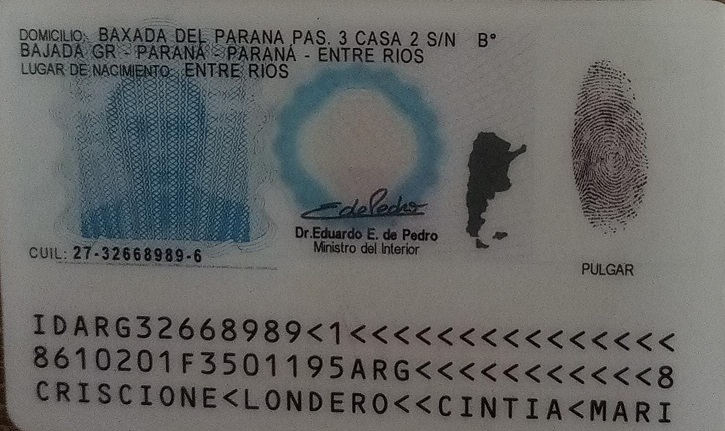 DOMICILIO: BAXADA DEL PARANA PAS. 3 CASA 2 S/N B°
BAJADA GR - PARANÁ - PARANÁ - ENTRE RIOS
LUGAR DE NACIMIENTO: ENTRE RIOS
EdePedro
Dr.Eduardo E. de Pedro
Ministro del Interior
CUIL: 27-32668989-6
PULGAR
IDARG32668989<1<<<<<<<<<<<<<<<
8610201F3501195ARG<<<<<<<<<<<8
CRISCIONE<LONDERO<<CINTIA<MARI